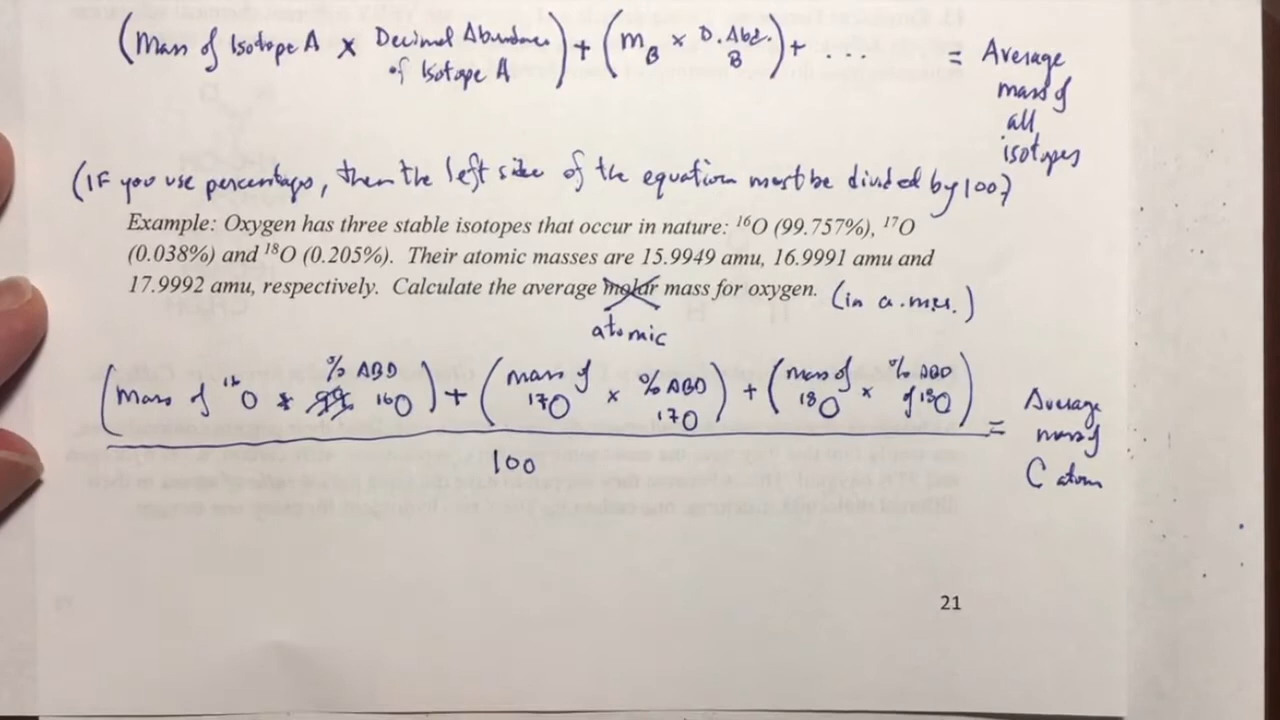 (Mass of Isotope A x Decimal Abundance of Isotope A) + (mB x D. Abd. B) + ... = Average mass of all isotopes
(IF you use percentages, then the left side of the equation must be divided by 100)
Example: Oxygen has three stable isotopes that occur in nature: ¹⁶O (99.757%), ¹⁷O
(0.038%) and ¹⁸O (0.205%). Their atomic masses are 15.9949 amu, 16.9991 amu and
17.9992 amu, respectively. Calculate the average molar mass for oxygen. (in a.m.u.)
atomic
(Mass of ¹⁶O x % ABD ¹⁶O) + (mass of ¹⁷O x % ABD ¹⁷O) + (mass of ¹⁸O x % ABD of ¹⁸O) = Average mass of C atom
100
21